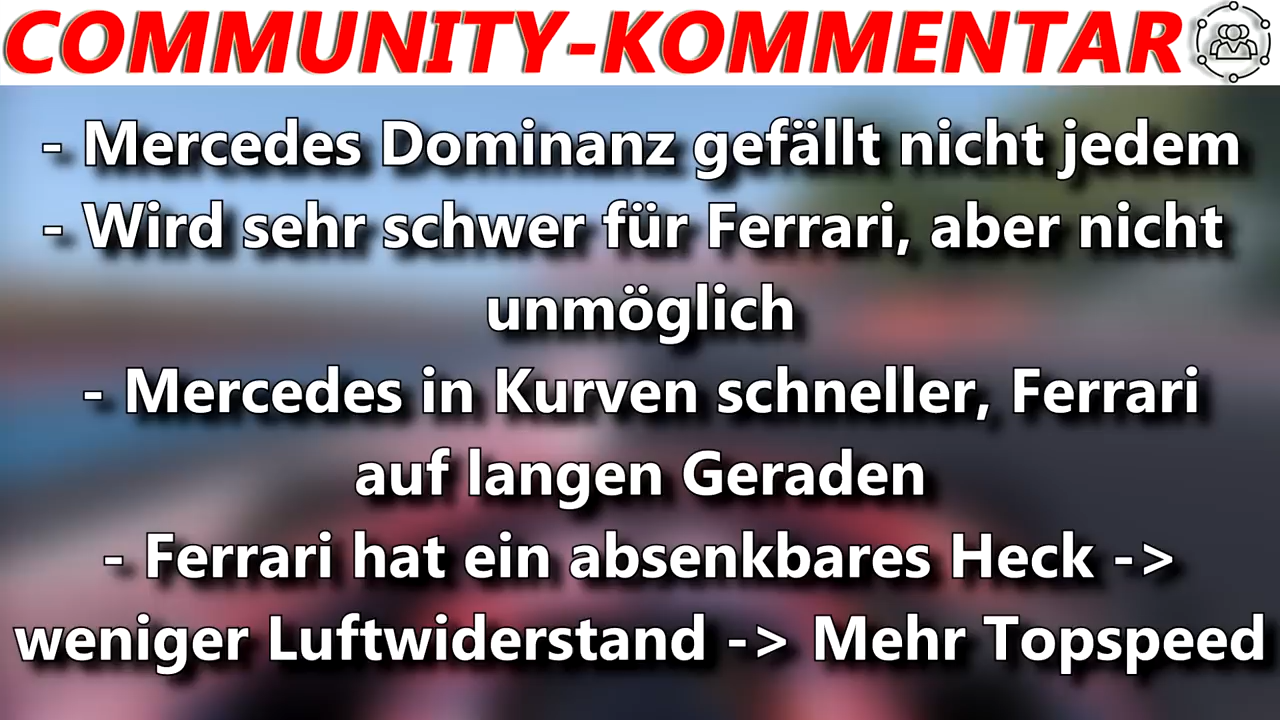 COMMUNITY-KOMMENTAR
- Mercedes Dominanz gefällt nicht jedem
- Wird sehr schwer für Ferrari, aber nicht
unmöglich
- Mercedes in Kurven schneller, Ferrari
auf langen Geraden
- Ferrari hat ein absenkbares Heck ->
weniger Luftwiderstand -> Mehr Topspeed